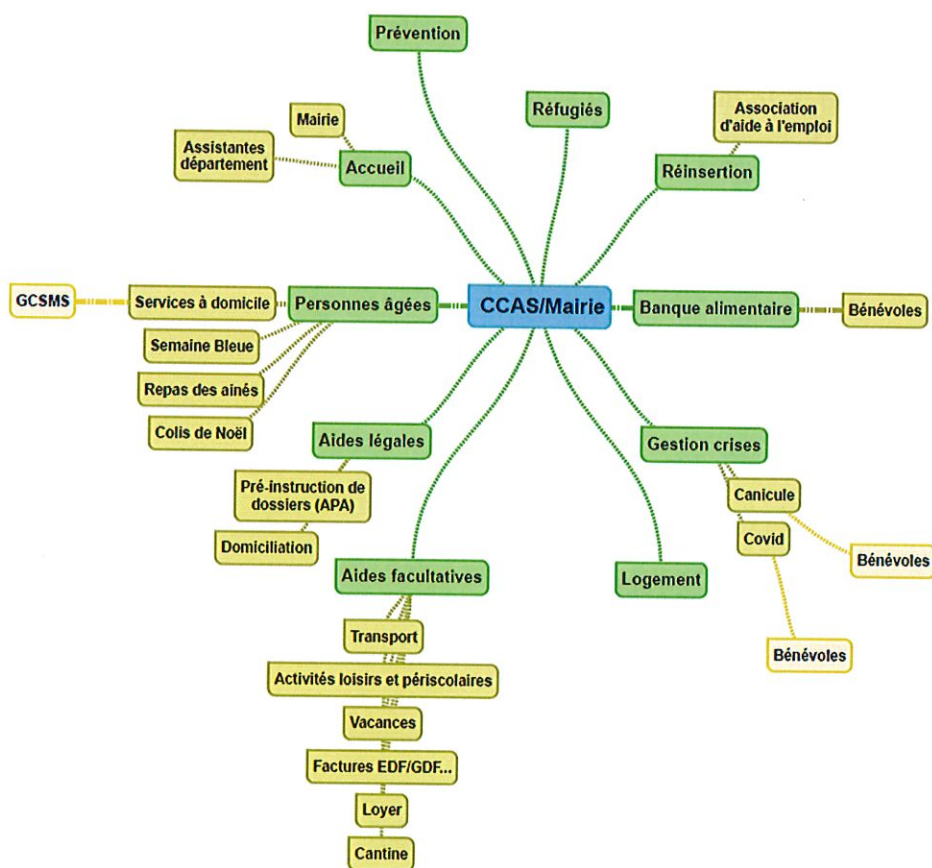 Prévention
Réfugiés
Association
d'aide à l'emploi
Mairie
Assistantes
département
Accueil
Réinsertion
GCSMS
Services à domicile
Personnes âgées
CCAS/Mairie
Banque alimentaire
Bénévoles
Semaine Bleue
Repas des ainés
Colis de Noël
Aides légales
Gestion crises
Pré-instruction de
dossiers (APA)
Canicule
Domiciliation
Covid
Bénévoles
Aides facultatives
Logement
Transport
Bénévoles
Activités loisirs et périscolaires
Vacances
Factures EDF/GDF...
Loyer
Cantine